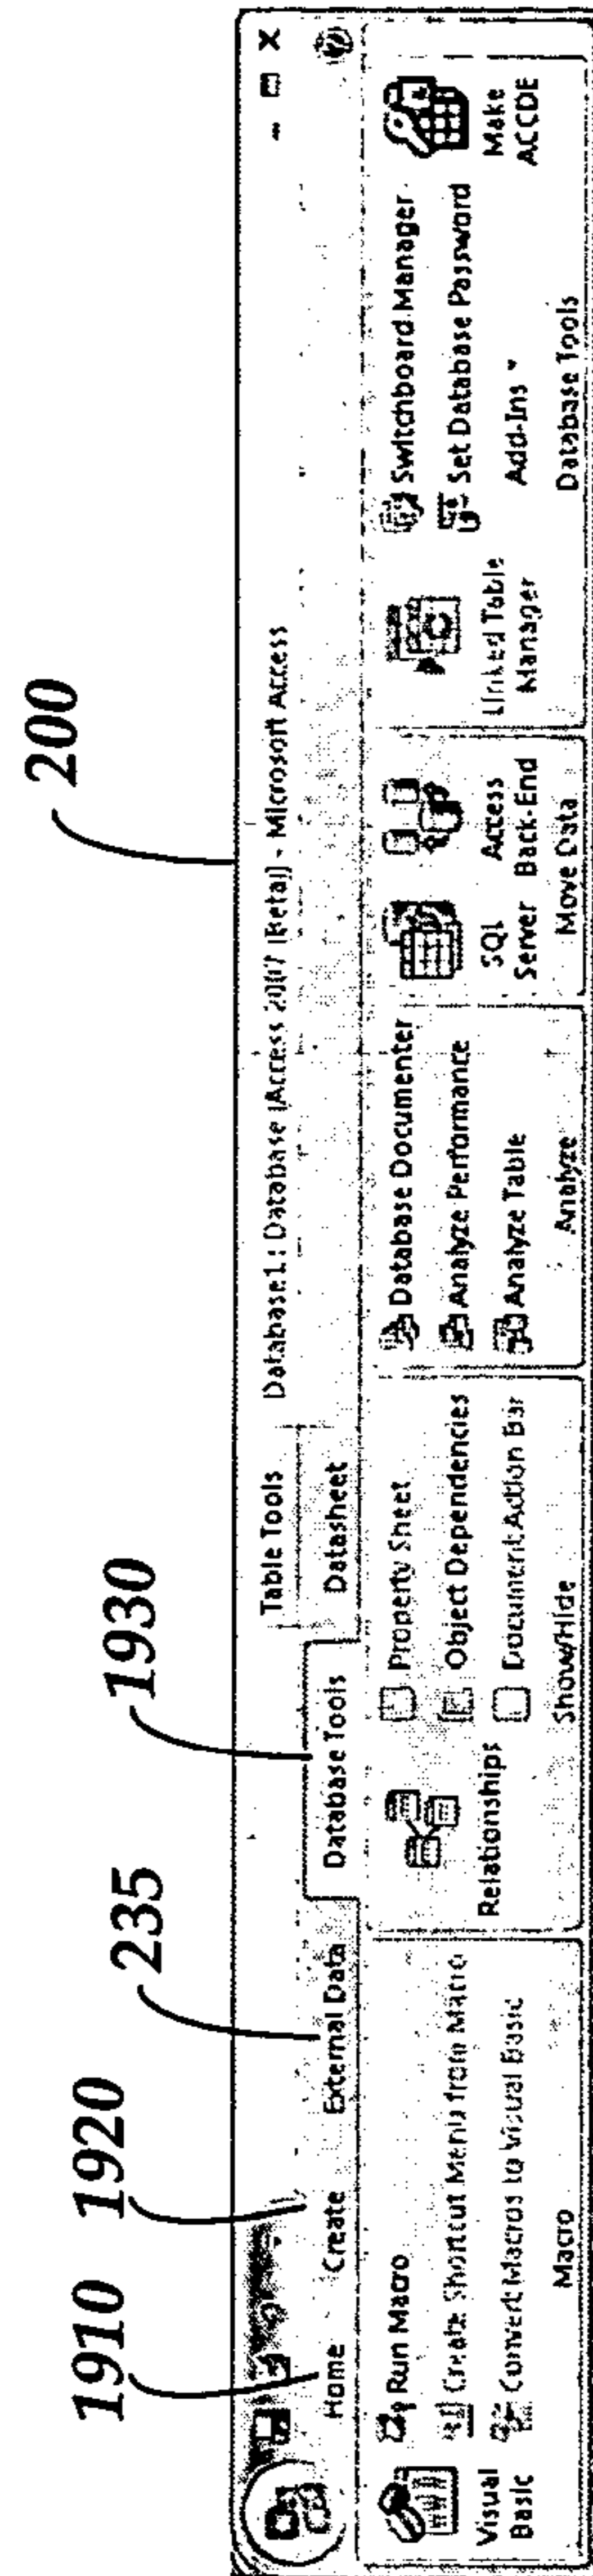 200
1910 1920 235 1930
Table Tools Database1 : Database (Access 2007 (Beta)) - Microsoft Access
Home Create External Data Database Tools Datasheet
Visual Basic
Run Macro
Create Shortcut Menu from Macro
Convert Macros to Visual Basic
Macro
Relationships
Property Sheet
Object Dependencies
Document Action Bar
Show/Hide
Database Documenter
Analyze Performance
Analyze Table
Analyze
SQL
Server
Access
Back-End
Move Data
Linked Table
Manager
Switchboard Manager
Set Database Password
Add-Ins
Make
ACCDE
Database Tools